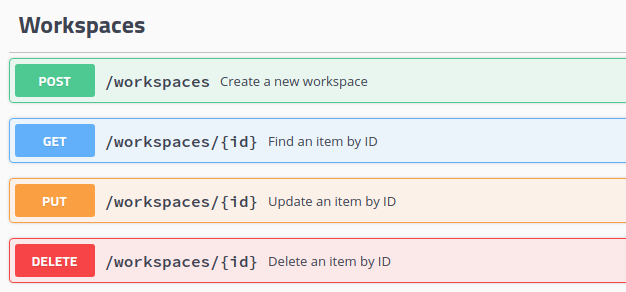 Workspaces
POST /workspaces Create a new workspace
GET /workspaces/{id} Find an item by ID
PUT /workspaces/{id} Update an item by ID
DELETE /workspaces/{id} Delete an item by ID